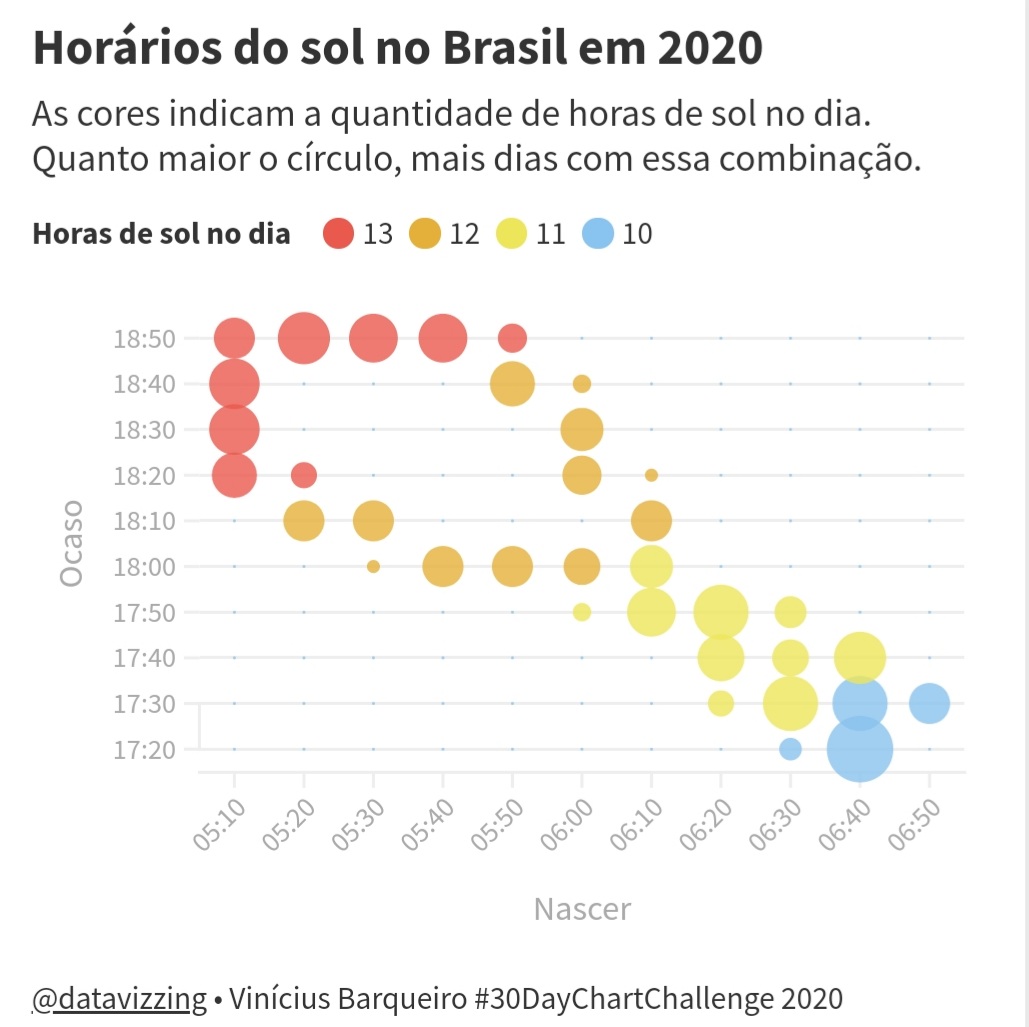 Horários do sol no Brasil em 2020
As cores indicam a quantidade de horas de sol no dia.
Quanto maior o círculo, mais dias com essa combinação.
Horas de sol no dia 13 12 11 10
18:50
18:40
18:30
18:20
18:10
18:00
17:50
17:40
17:30
17:20
Ocaso
05:10 05:20 05:30 05:40 05:50 06:00 06:10 06:20 06:30 06:40 06:50
Nascer
@datavizzing • Vinícius Barqueiro #30DayChartChallenge 2020